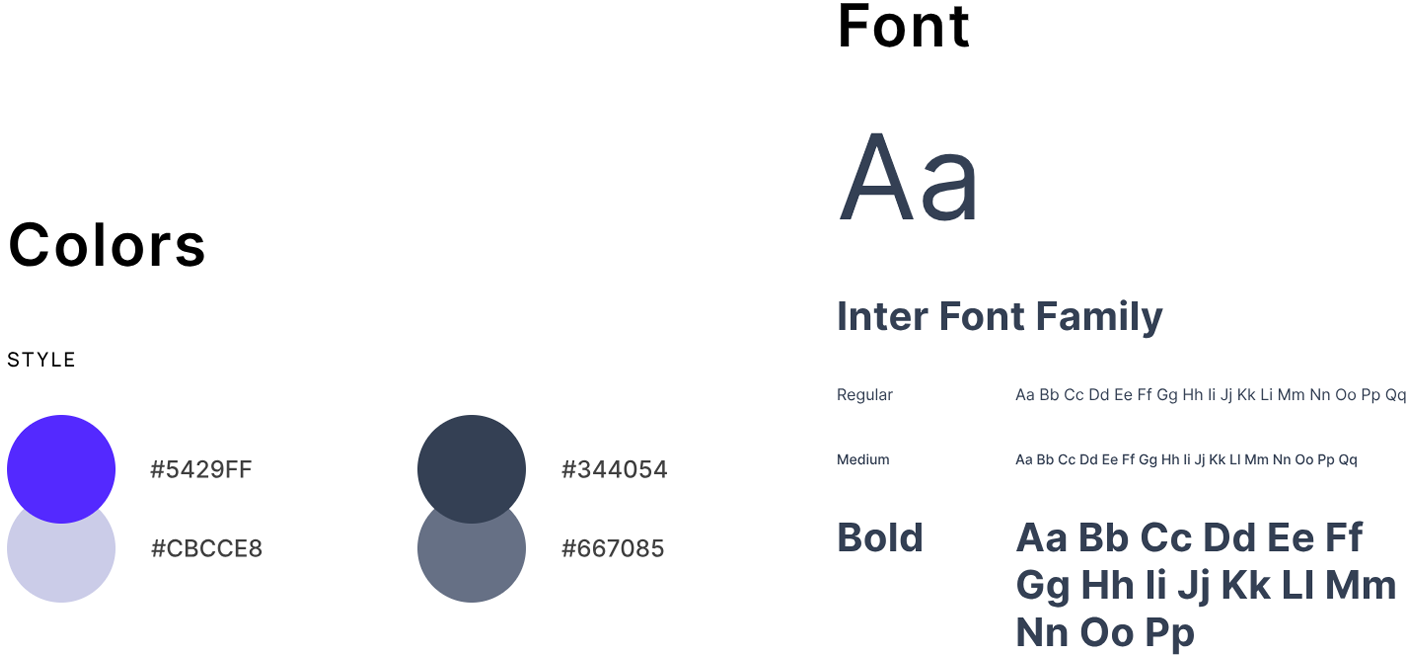 Colors
STYLE
#5429FF
#344054
#CBCCE8
#667085
Font
Aa
Inter Font Family
Regular
Aa Bb Cc Dd Ee Ff Gg Hh Ii Jj Kk Li Mm Nn Oo Pp Qq
Medium
Aa Bb Cc Dd Ee Ff Gg Hh Ii Jj Kk Ll Mm Nn Oo Pp Qq
Bold
Aa Bb Cc Dd Ee Ff
Gg Hh Ii Jj Kk Ll Mm
Nn Oo Pp